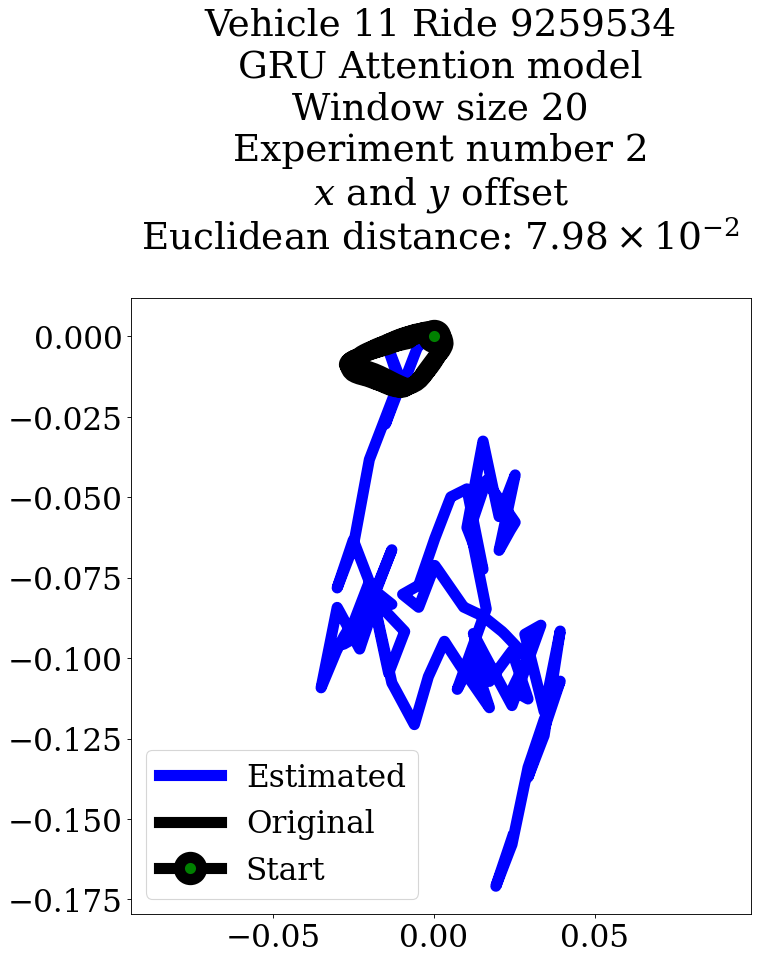 Vehicle 11 Ride 9259534
GRU Attention model
Window size 20
Experiment number 2
x and y offset
Euclidean distance: 7.98 × 10⁻²
0.000
−0.025
−0.050
−0.075
−0.100
−0.125
−0.150
−0.175
Estimated
Original
Start
−0.05
0.00
0.05